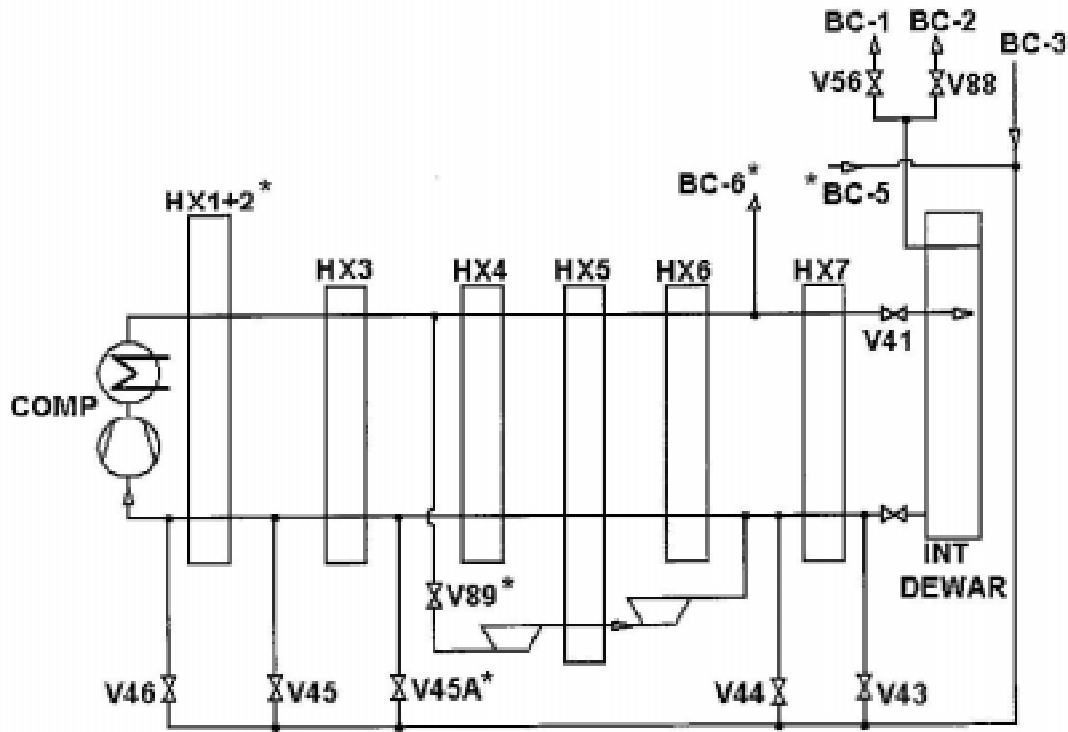 BC-1 BC-2
BC-3
V56 V88
BC-6* *BC-5
HX1+2*
HX3 HX4 HX5 HX6 HX7
V41
COMP
INT
DEWAR
V89*
V46 V45 V45A* V44 V43